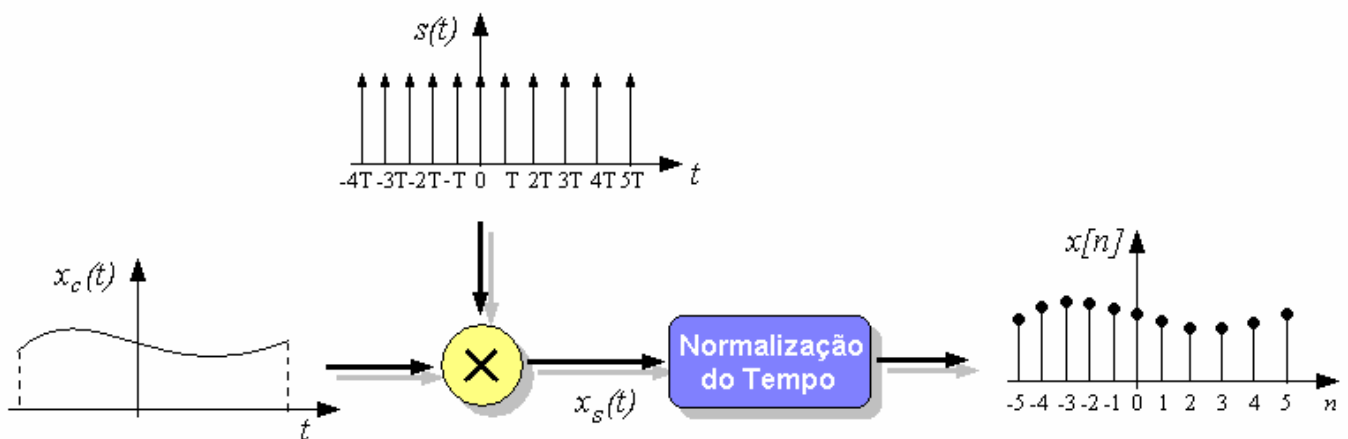 s(t)
-4T -3T -2T -T 0 T 2T 3T 4T 5T t
x_c(t)
t
×
x_s(t)
Normalização
do Tempo
x[n]
-5 -4 -3 -2 -1 0 1 2 3 4 5 n